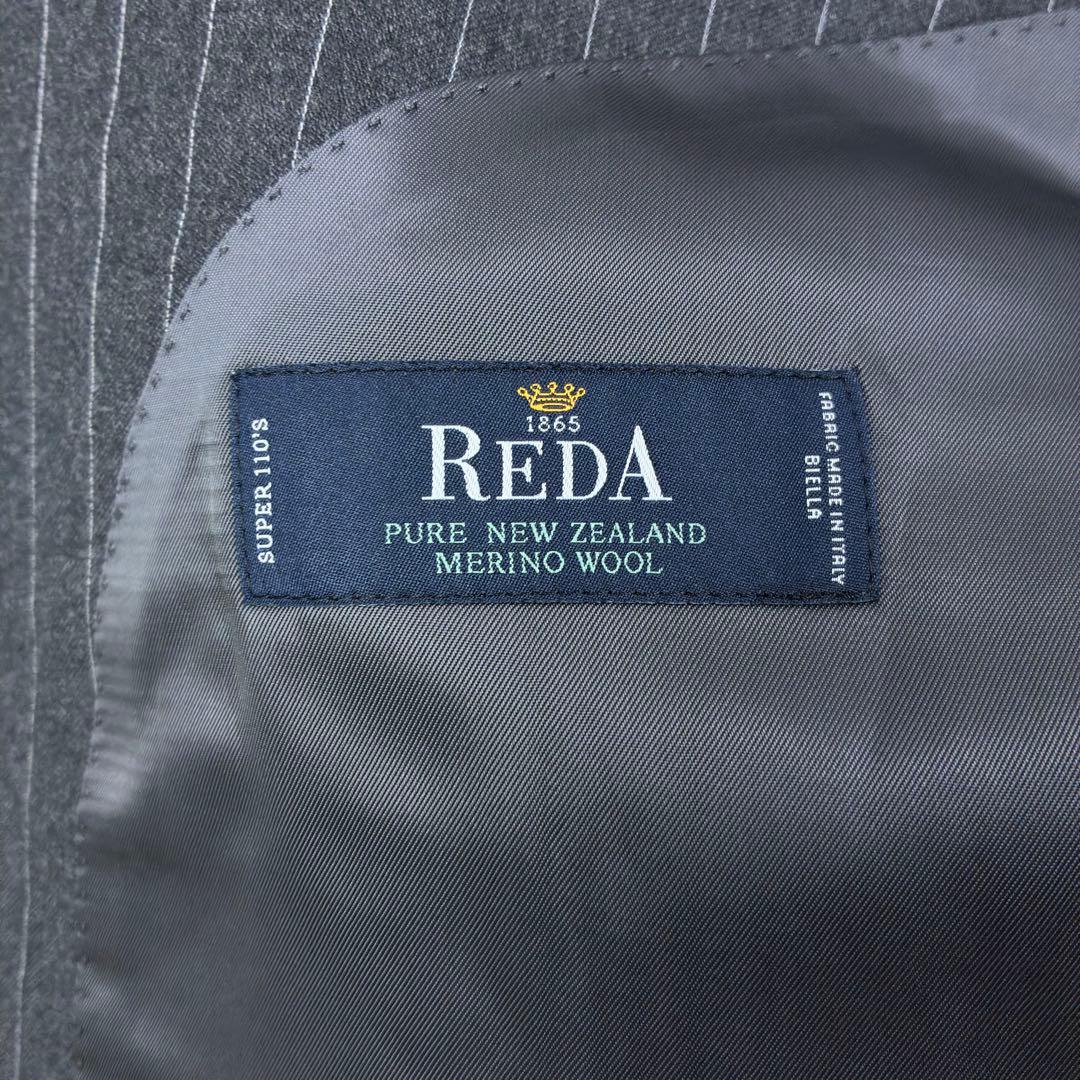 SUPER 110'S
1865
REDA
PURE NEW ZEALAND
MERINO WOOL
FABRIC MADE IN ITALY
BIELLA